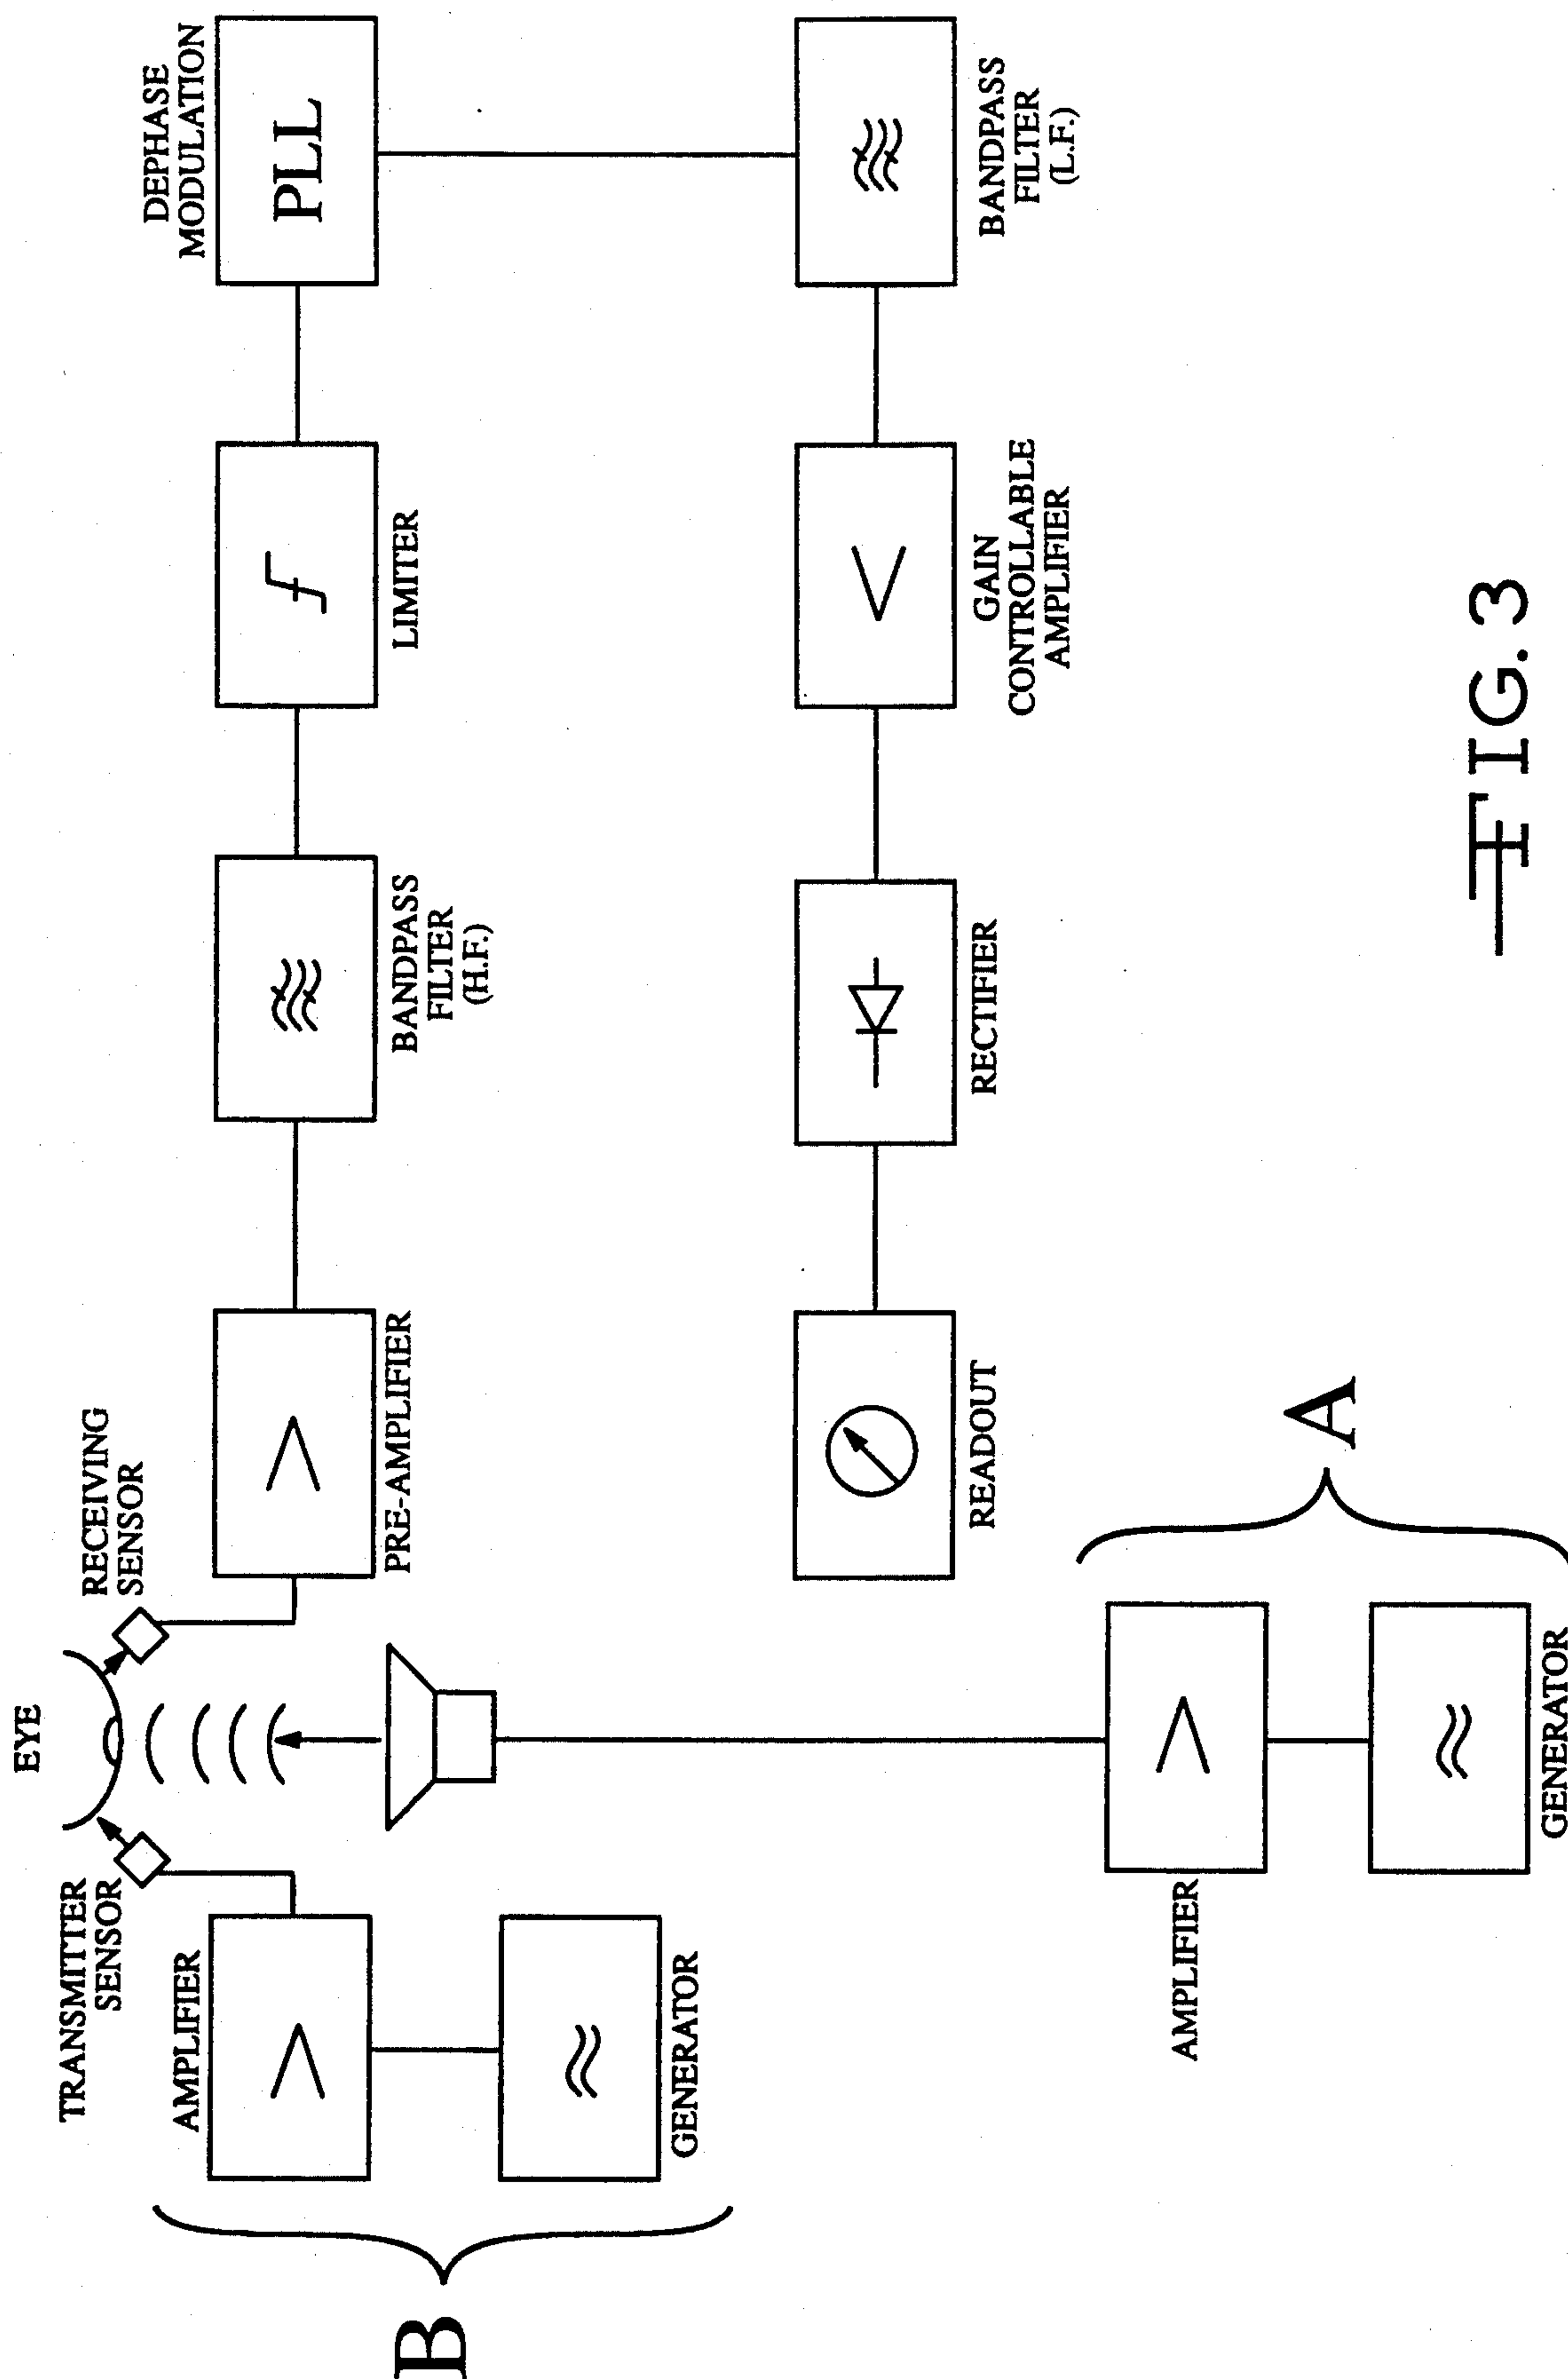 EYE
TRANSMITTER
SENSOR
RECEIVING
SENSOR
DEPHASE
MODULATION
AMPLIFIER
PLL
PRE-AMPLIFIER
BANDPASS
FILTER
(H.F.)
LIMITER
GENERATOR
B
READOUT
RECTIFIER
GAIN
CONTROLLABLE
AMPLIFIER
BANDPASS
FILTER
(L.F.)
A
AMPLIFIER
GENERATOR
FIG. 3